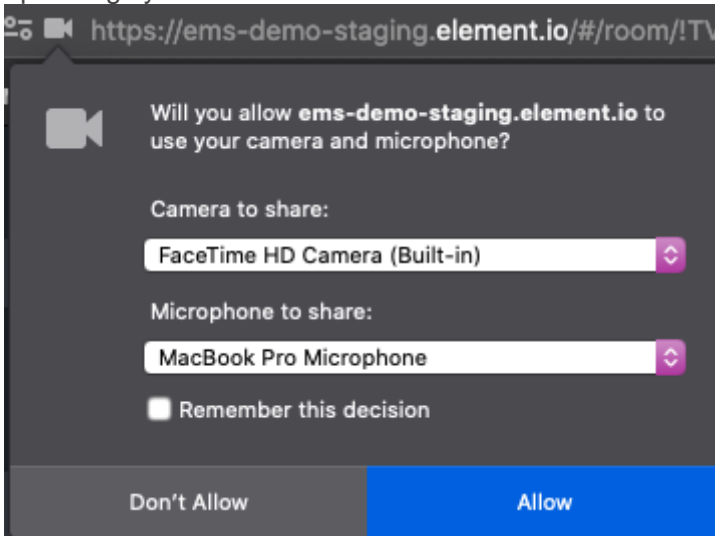 https://ems-demo-staging.element.io/#/room/!TV
Will you allow ems-demo-staging.element.io to
use your camera and microphone?
Camera to share:
FaceTime HD Camera (Built-in)
Microphone to share:
MacBook Pro Microphone
Remember this decision
Don't Allow
Allow